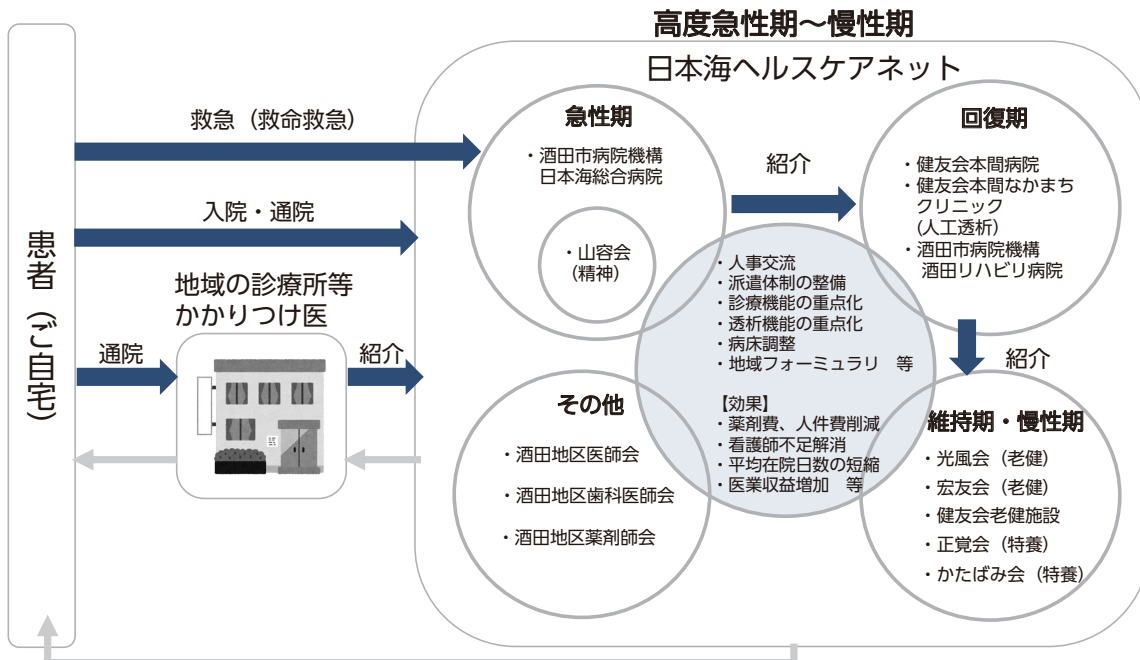 高度急性期〜慢性期
日本海ヘルスケアネット
患者（ご自宅）
救急（救命救急）
入院・通院
地域の診療所等
かかりつけ医
通院
紹介
急性期
・酒田市病院機構
日本海総合病院
・山容会
（精神）
紹介
回復期
・健友会本間病院
・健友会本間なかまち
クリニック
(人工透析）
・酒田市病院機構
酒田リハビリ病院
・人事交流
・派遣体制の整備
・診療機能の重点化
・透析機能の重点化
・病床調整
・地域フォーミュラリ　等
【効果】
・薬剤費、人件費削減
・看護師不足解消
・平均在院日数の短縮
・医業収益増加　等
紹介
その他
・酒田地区医師会
・酒田地区歯科医師会
・酒田地区薬剤師会
維持期・慢性期
・光風会（老健）
・宏友会（老健）
・健友会老健施設
・正覚会（特養）
・かたばみ会（特養）